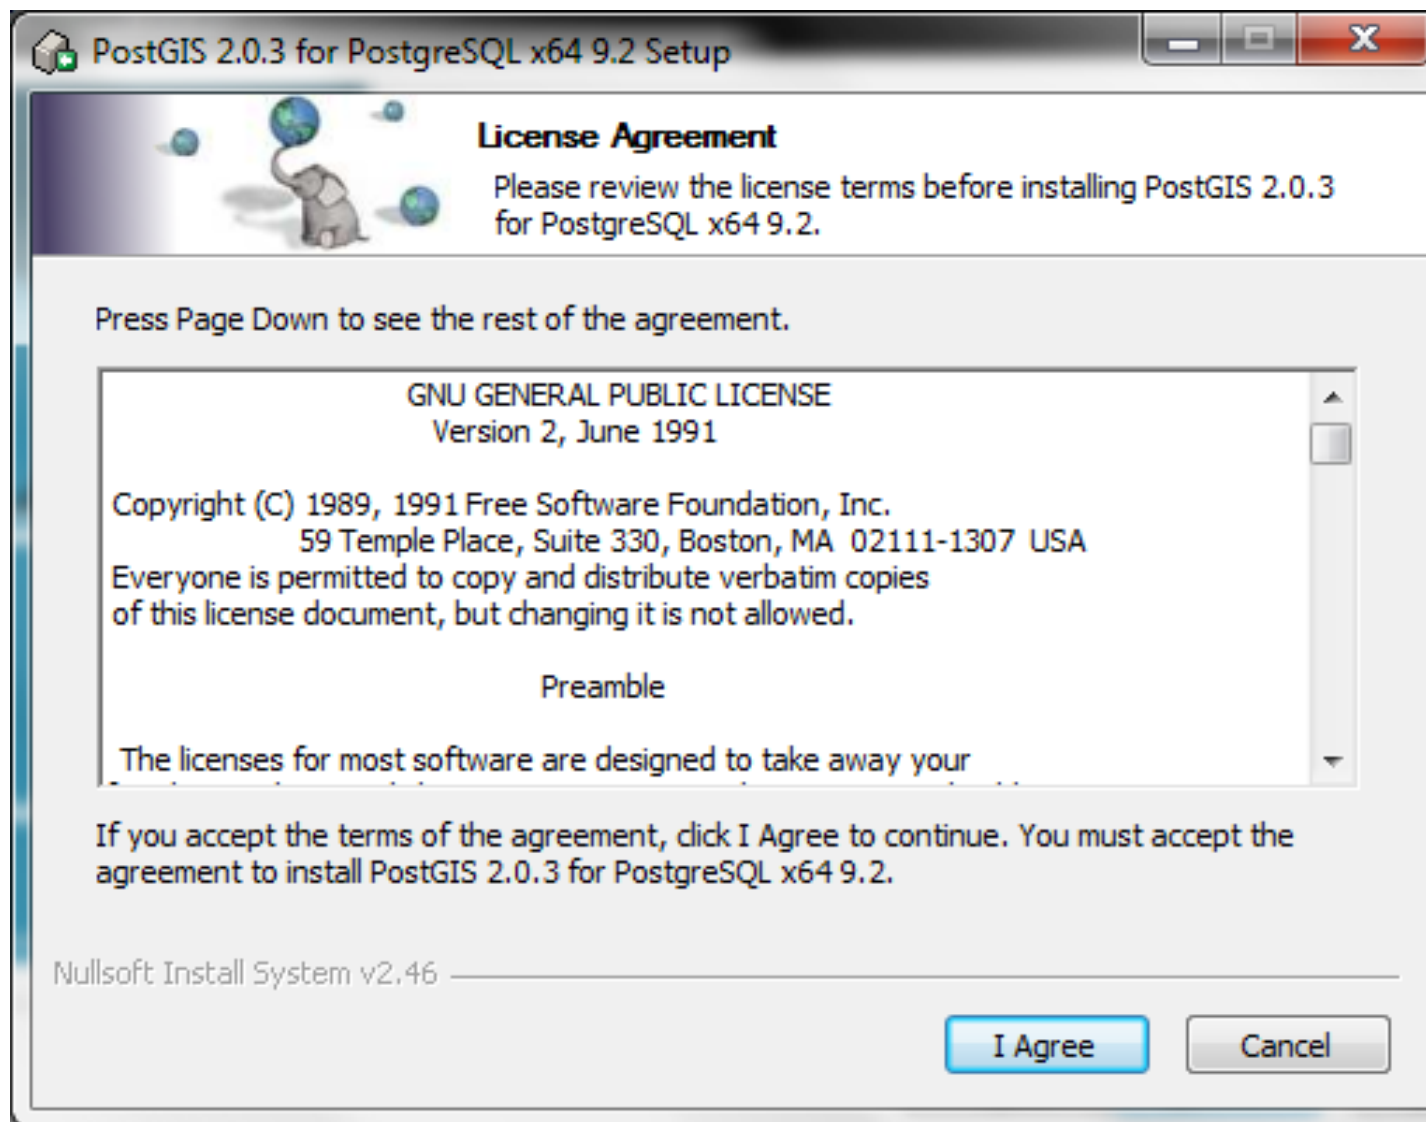 PostGIS 2.0.3 for PostgreSQL x64 9.2 Setup
License Agreement
Please review the license terms before installing PostGIS 2.0.3
for PostgreSQL x64 9.2.
Press Page Down to see the rest of the agreement.
GNU GENERAL PUBLIC LICENSE
Version 2, June 1991
Copyright (C) 1989, 1991 Free Software Foundation, Inc.
59 Temple Place, Suite 330, Boston, MA 02111-1307 USA
Everyone is permitted to copy and distribute verbatim copies
of this license document, but changing it is not allowed.
Preamble
The licenses for most software are designed to take away your
If you accept the terms of the agreement, click I Agree to continue. You must accept the
agreement to install PostGIS 2.0.3 for PostgreSQL x64 9.2.
Nullsoft Install System v2.46
I Agree
Cancel